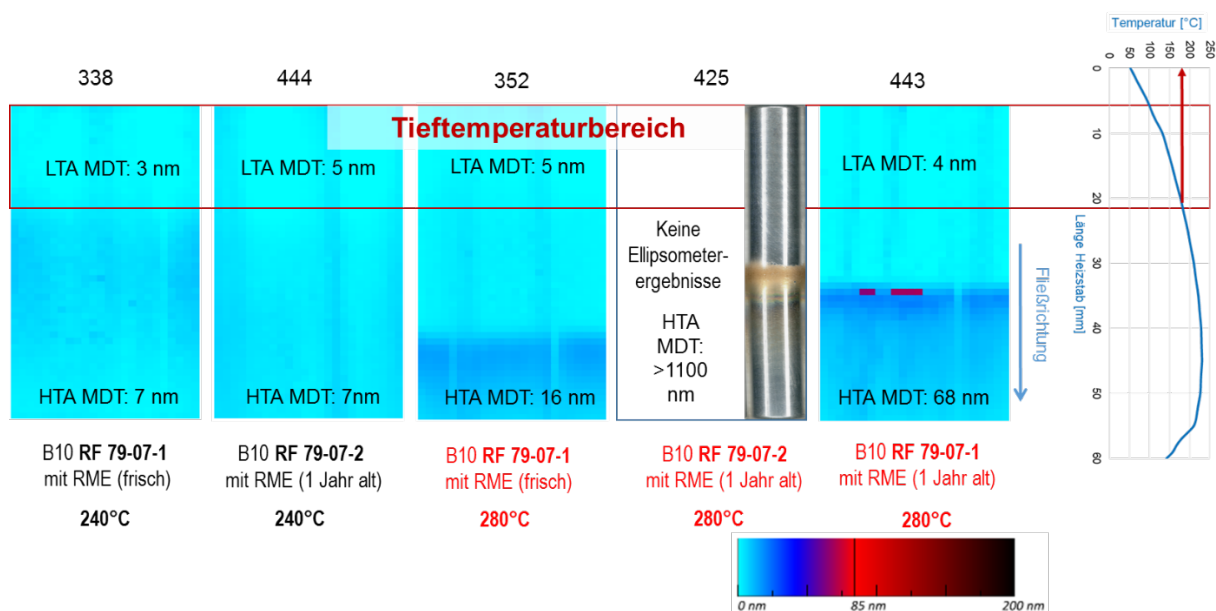 338
444
352
425
443
Tieftemperaturbereich
LTA MDT: 3 nm
LTA MDT: 5 nm
LTA MDT: 5 nm
LTA MDT: 4 nm
Keine
Ellipsometer-
ergebnisse
HTA
MDT:
>1100
nm
HTA MDT: 7 nm
HTA MDT: 7nm
HTA MDT: 16 nm
HTA MDT: 68 nm
B10 RF 79-07-1
mit RME (frisch)
240°C
B10 RF 79-07-2
mit RME (1 Jahr alt)
240°C
B10 RF 79-07-1
mit RME (frisch)
280°C
B10 RF 79-07-2
mit RME (1 Jahr alt)
280°C
B10 RF 79-07-1
mit RME (1 Jahr alt)
280°C
Fließrichtung
Temperatur [°C]
0 50 100 150 200 250
Länge Heizstab [mm]
0
10
20
30
40
50
60
0 nm 85 nm 200 nm